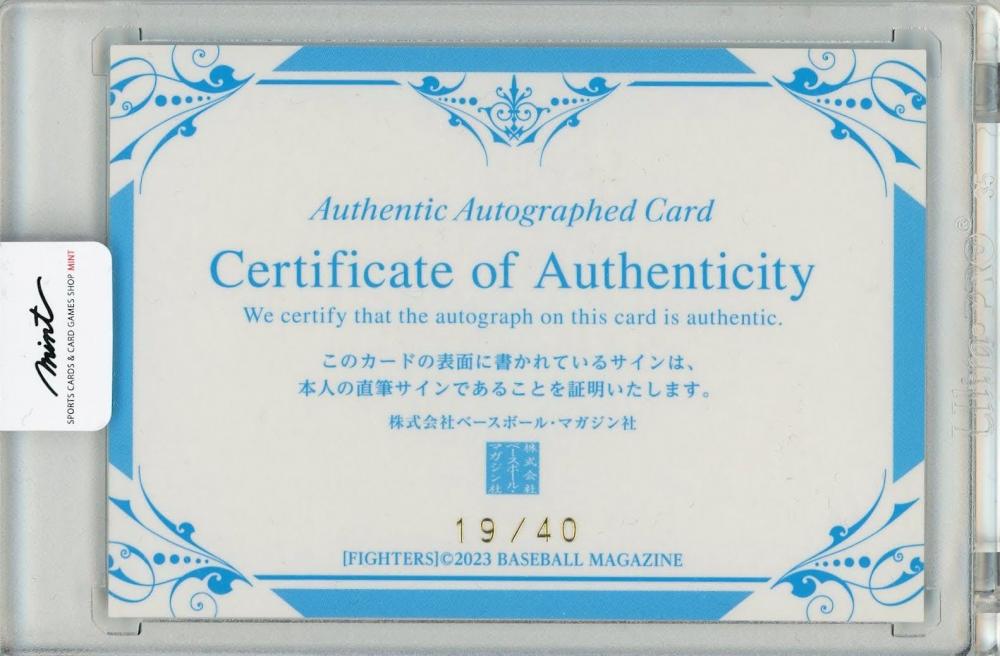 Authentic Autographed Card
Certificate of Authenticity
We certify that the autograph on this card is authentic.
このカードの表面に書かれているサインは、
本人の直筆サインであることを証明いたします。
株式会社ベースボール・マガジン社
株式会社
ベースボール・
マガジン社
19/40
[FIGHTERS]©2023 BASEBALL MAGAZINE
mint
SPORTS CARDS & CARD GAMES SHOP MINT